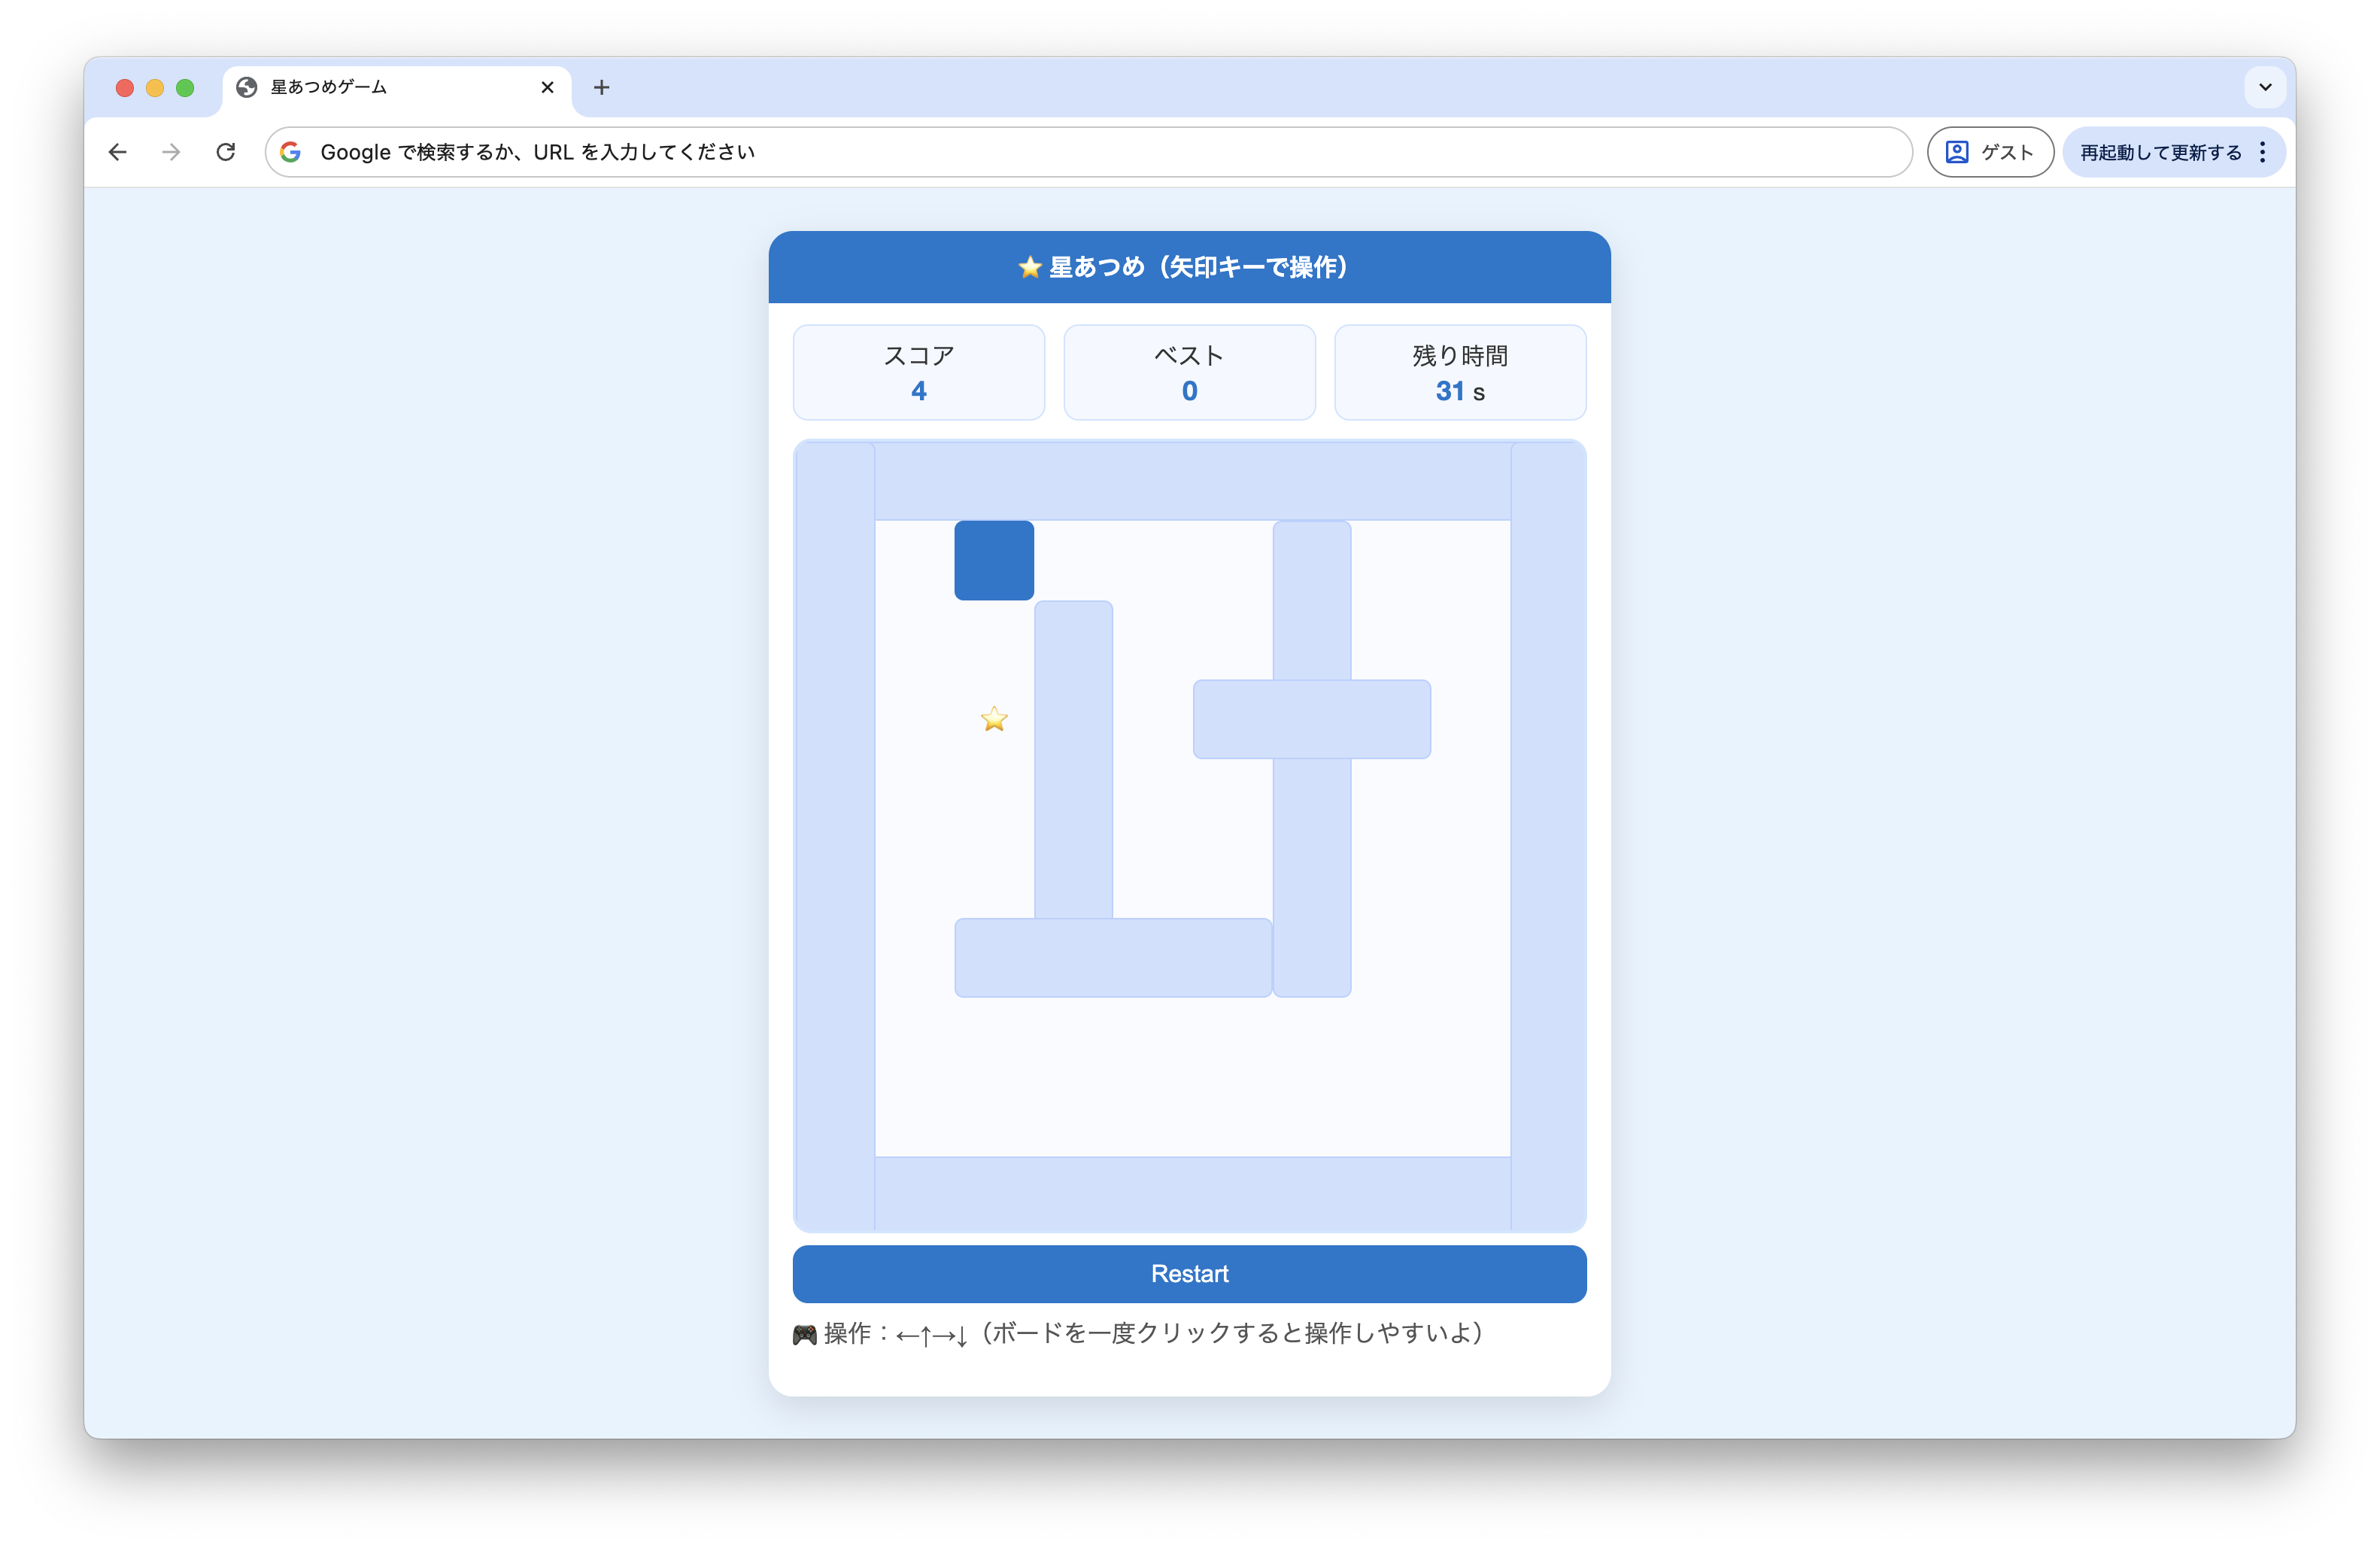 星あつめゲーム
Google で検索するか、URL を入力してください
ゲスト
再起動して更新する
⭐ 星あつめ（矢印キーで操作）
スコア
4
ベスト
0
残り時間
31 s
Restart
🎮 操作：←↑→↓（ボードを一度クリックすると操作しやすいよ）